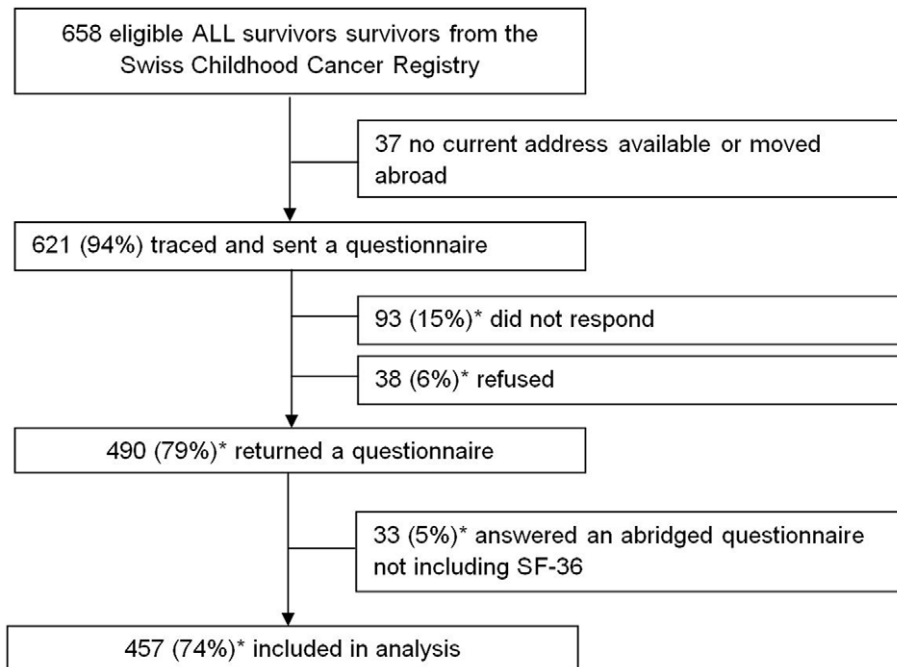 658 eligible ALL survivors survivors from the
Swiss Childhood Cancer Registry
37 no current address available or moved
abroad
621 (94%) traced and sent a questionnaire
93 (15%)* did not respond
38 (6%)* refused
490 (79%)* returned a questionnaire
33 (5%)* answered an abridged questionnaire
not including SF-36
457 (74%)* included in analysis